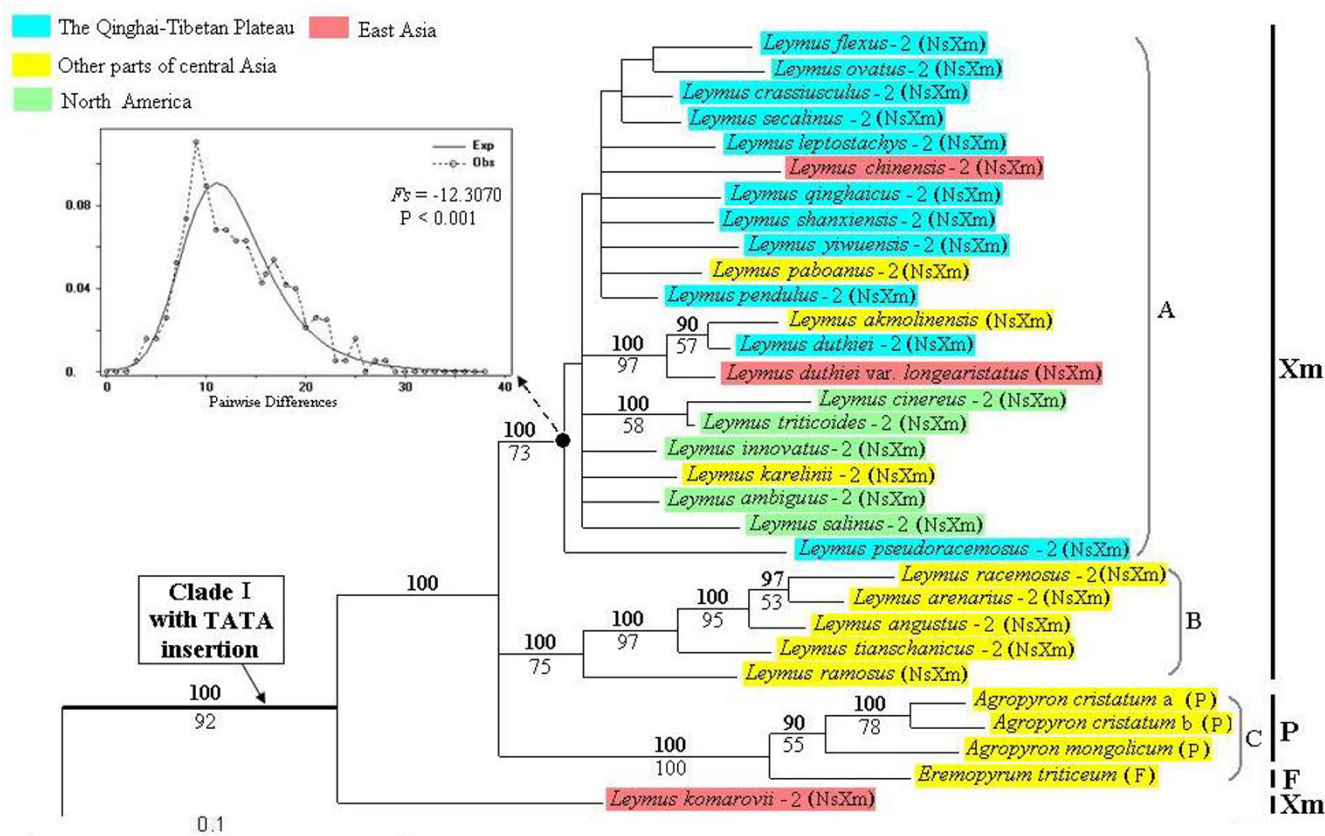 The Qinghai-Tibetan Plateau
East Asia
Other parts of central Asia
North America
Exp
Obs
Fs = -12.3070
P < 0.001
0.08
0.04
0.
0
10
20
30
40
Pairwise Differences
Leymus flexus - 2 (NsXm)
Leymus ovatus - 2 (NsXm)
Leymus crassiusculus - 2 (NsXm)
Leymus secalinus - 2 (NsXm)
Leymus leptostachys - 2 (NsXm)
Leymus chinensis - 2 (NsXm)
Leymus qinghaicus - 2 (NsXm)
Leymus shanxiensis - 2 (NsXm)
Leymus yiwuensis - 2 (NsXm)
Leymus paboanus - 2 (NsXm)
Leymus pendulus - 2 (NsXm)
Leymus akmolinensis (NsXm)
90
57
Leymus duthiei - 2 (NsXm)
100
97
Leymus duthiei var. longearistatus (NsXm)
Leymus cinereus - 2 (NsXm)
100
58
Leymus triticoides - 2 (NsXm)
100
73
Leymus innovatus - 2 (NsXm)
Leymus karelinii - 2 (NsXm)
Leymus ambiguus - 2 (NsXm)
Leymus salinus - 2 (NsXm)
Leymus pseudoracemosus - 2 (NsXm)
A
Xm
Clade I
with TATA
insertion
100
92
100
Leymus racemosus - 2(NsXm)
97
53
Leymus arenarius - 2(NsXm)
100
95
Leymus angustus - 2 (NsXm)
100
97
Leymus tianschanicus - 2 (NsXm)
100
75
Leymus ramosus (NsXm)
B
Agropyron cristatum a (P)
100
78
Agropyron cristatum b (P)
90
55
Agropyron mongolicum (P)
100
100
Eremopyrum triticeum (F)
C
P
F
Leymus komarovii - 2 (NsXm)
Xm
0.1